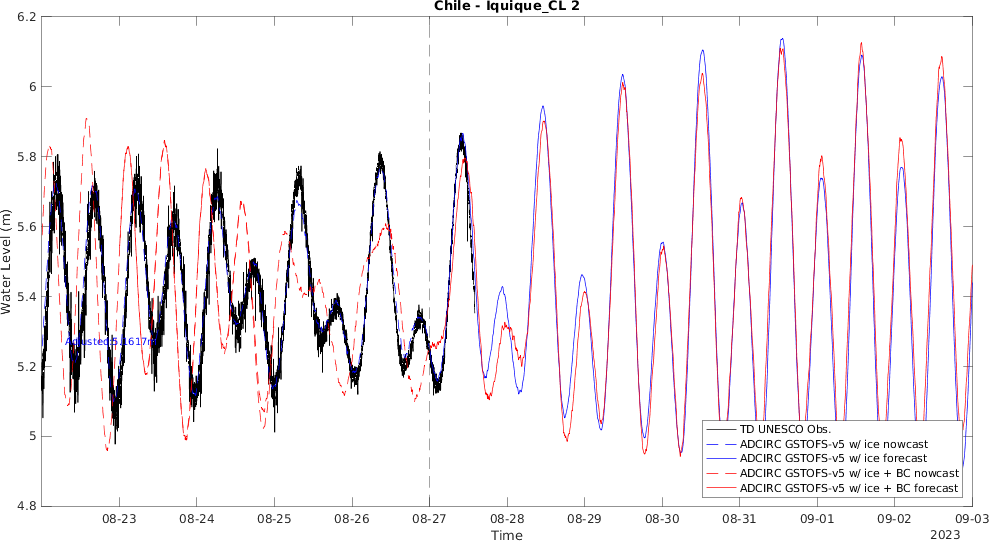 Chile - Iquique_CL 2
6.2
6
5.8
5.6
5.4
5.2
5
4.8
Water Level (m)
TD UNESCO Obs.
ADCIRC GSTOFS-v5 w/ ice nowcast
ADCIRC GSTOFS-v5 w/ ice forecast
ADCIRC GSTOFS-v5 w/ ice + BC nowcast
ADCIRC GSTOFS-v5 w/ ice + BC forecast
08-23 08-24 08-25 08-26 08-27 08-28 08-29 08-30 08-31 09-01 09-02 09-03
Time
2023